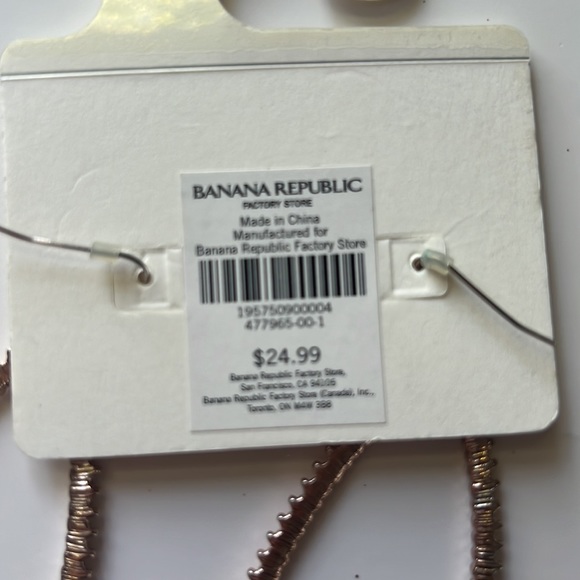 BANANA REPUBLIC
FACTORY STORE
Made in China
Manufactured for
Banana Republic Factory Store
195750900004
477965-00-1
$24.99
Banana Republic Factory Store,
San Francisco, CA 94105
Banana Republic Factory Store (Canada), Inc.,
Toronto, ON M4W 3B8